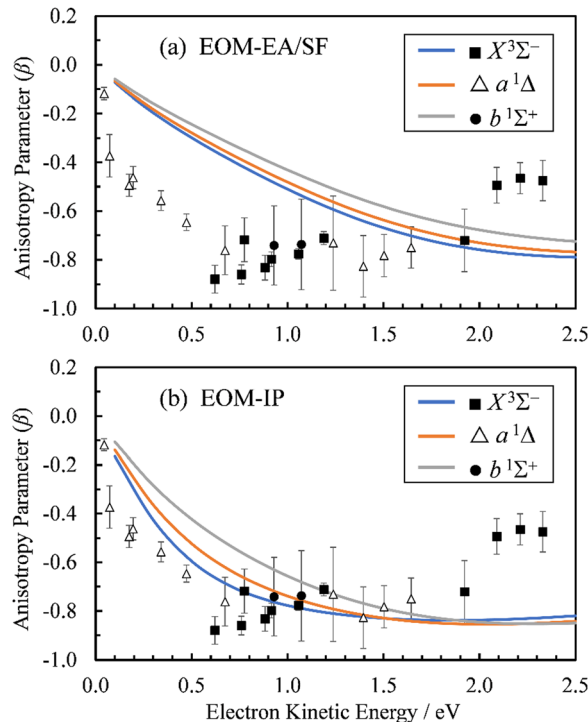 (a) EOM-EA/SF
X³Σ⁻
a¹Δ
b¹Σ⁺
Anisotropy Parameter (β)
0.2
0.0
-0.2
-0.4
-0.6
-0.8
-1.0
0.0 0.5 1.0 1.5 2.0 2.5
(b) EOM-IP
X³Σ⁻
a¹Δ
b¹Σ⁺
Anisotropy Parameter (β)
0.2
0.0
-0.2
-0.4
-0.6
-0.8
-1.0
0.0 0.5 1.0 1.5 2.0 2.5
Electron Kinetic Energy / eV